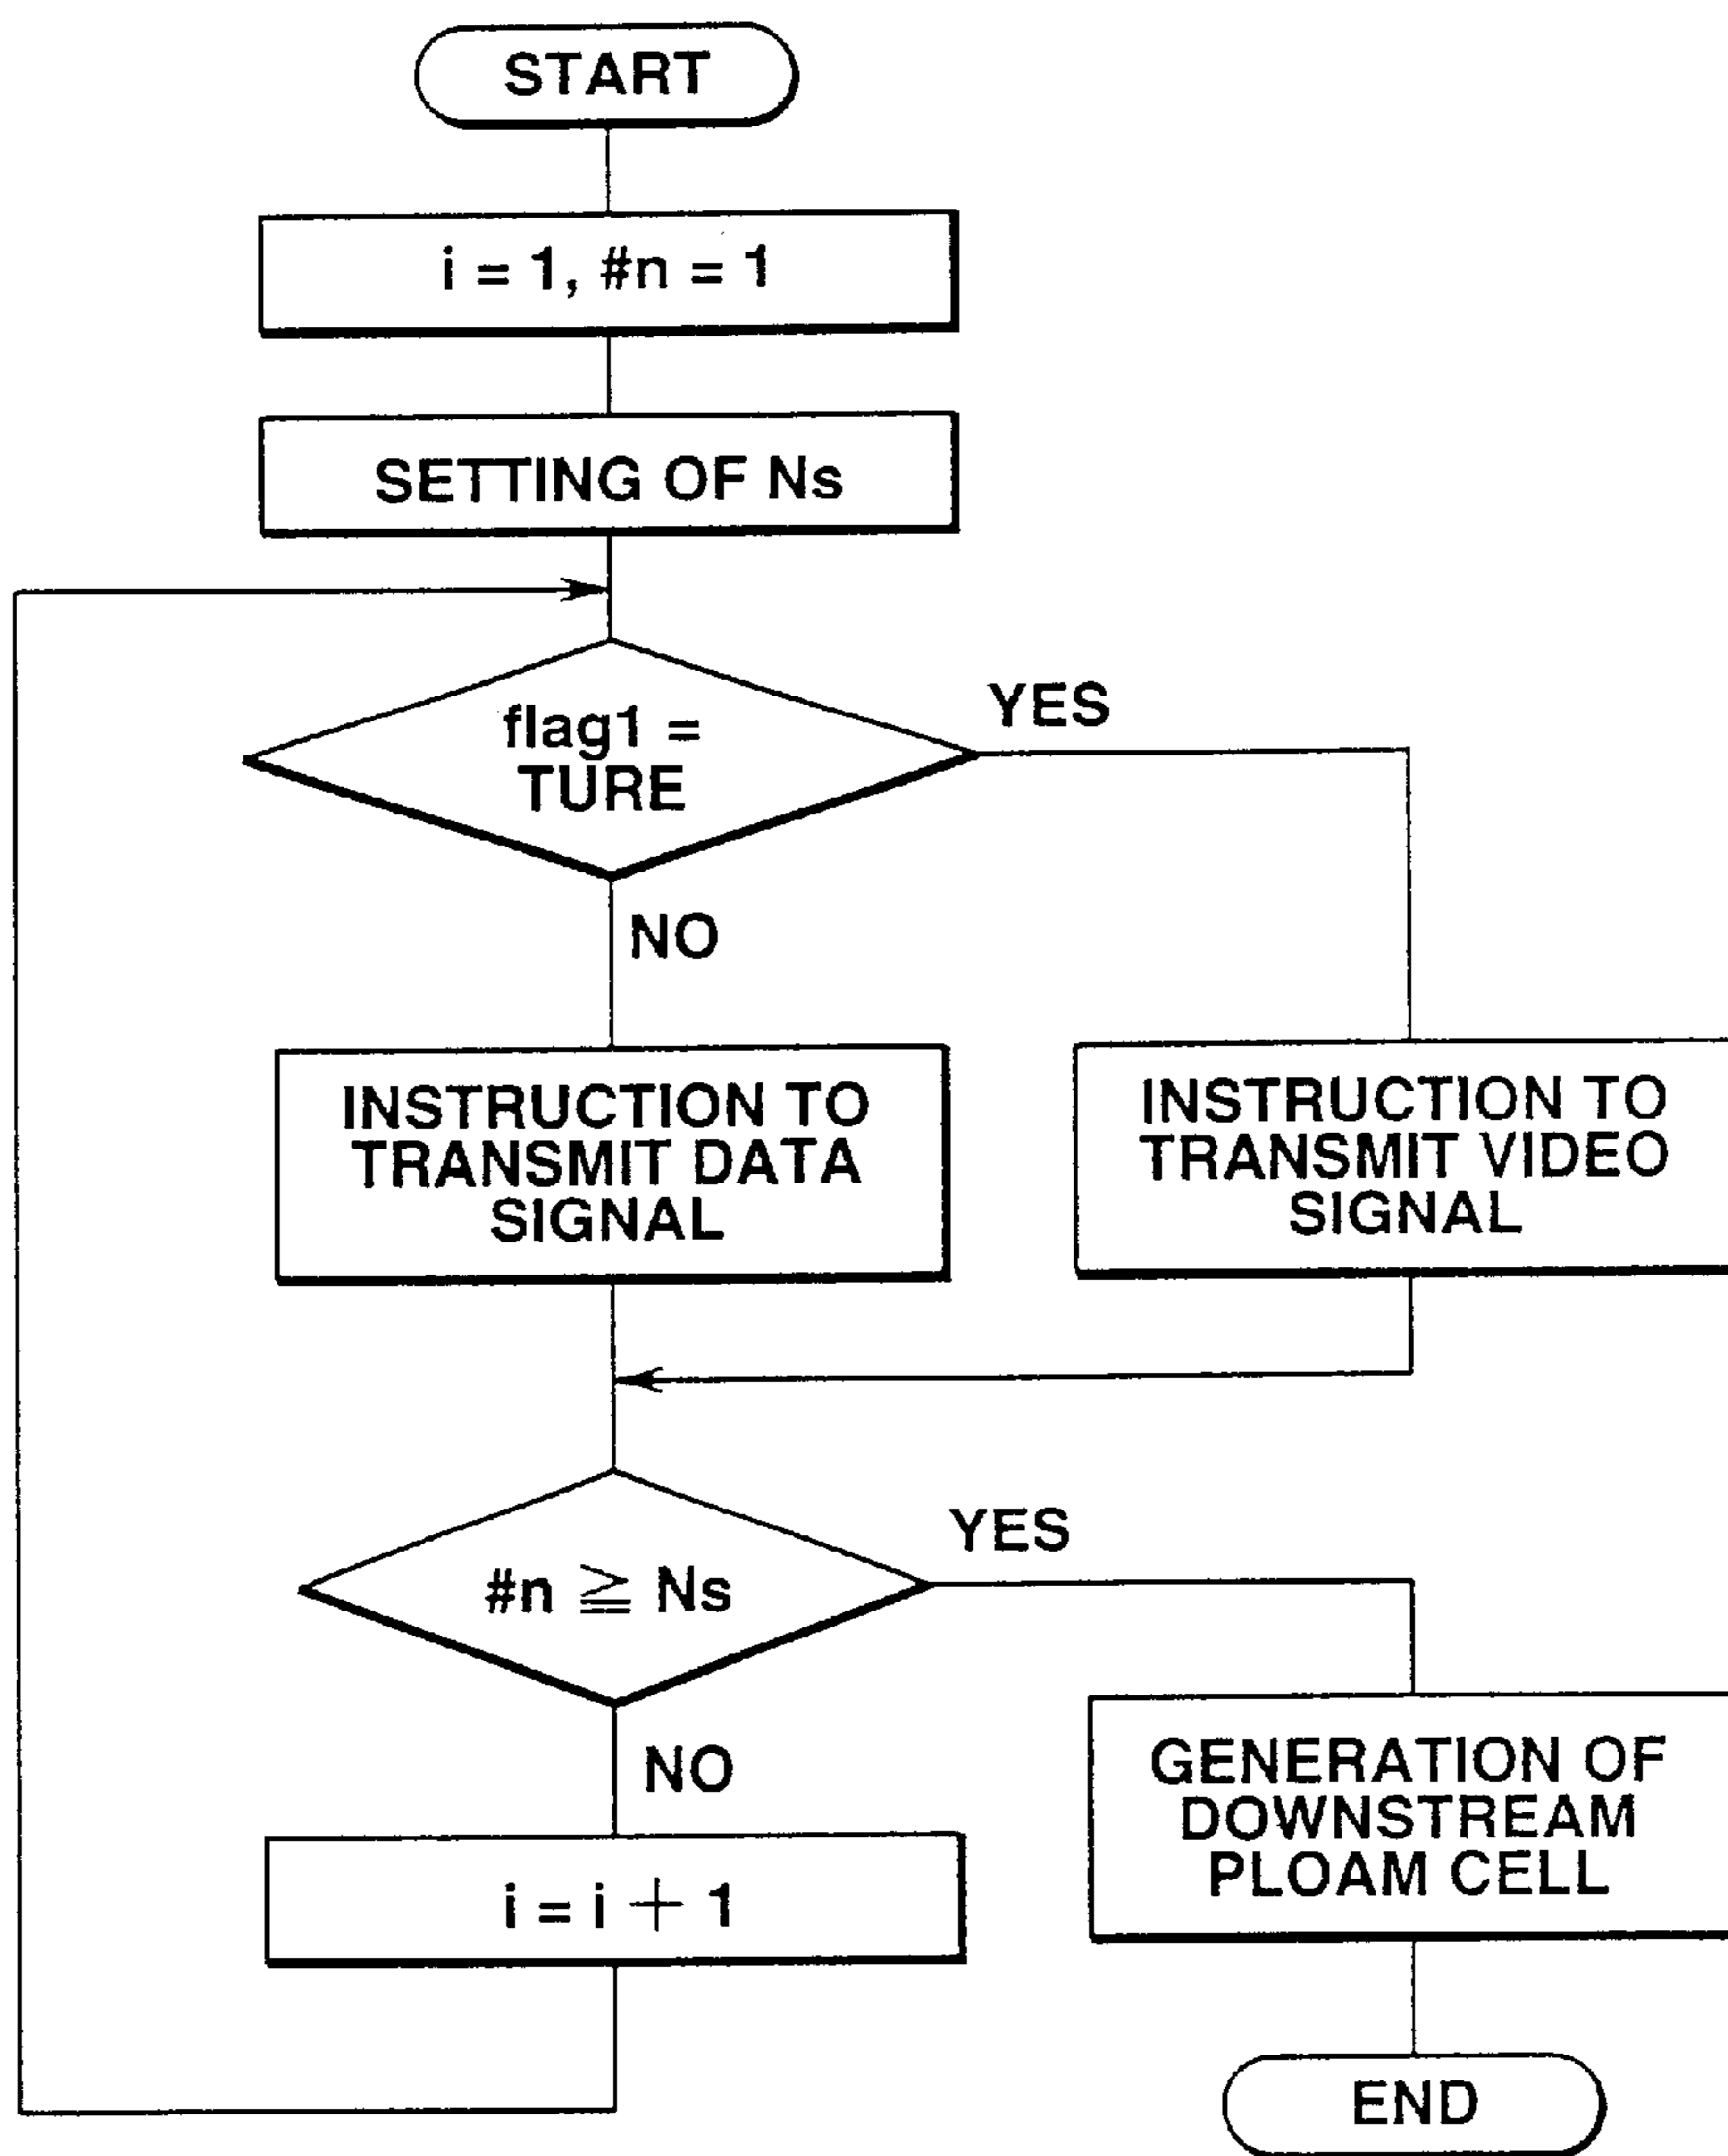 START
i = 1, #n = 1
SETTING OF Ns
flag1 =
TURE
YES
NO
INSTRUCTION TO
TRANSMIT DATA
SIGNAL
INSTRUCTION TO
TRANSMIT VIDEO
SIGNAL
#n ≧ Ns
YES
NO
i = i + 1
GENERATION OF
DOWNSTREAM
PLOAM CELL
END